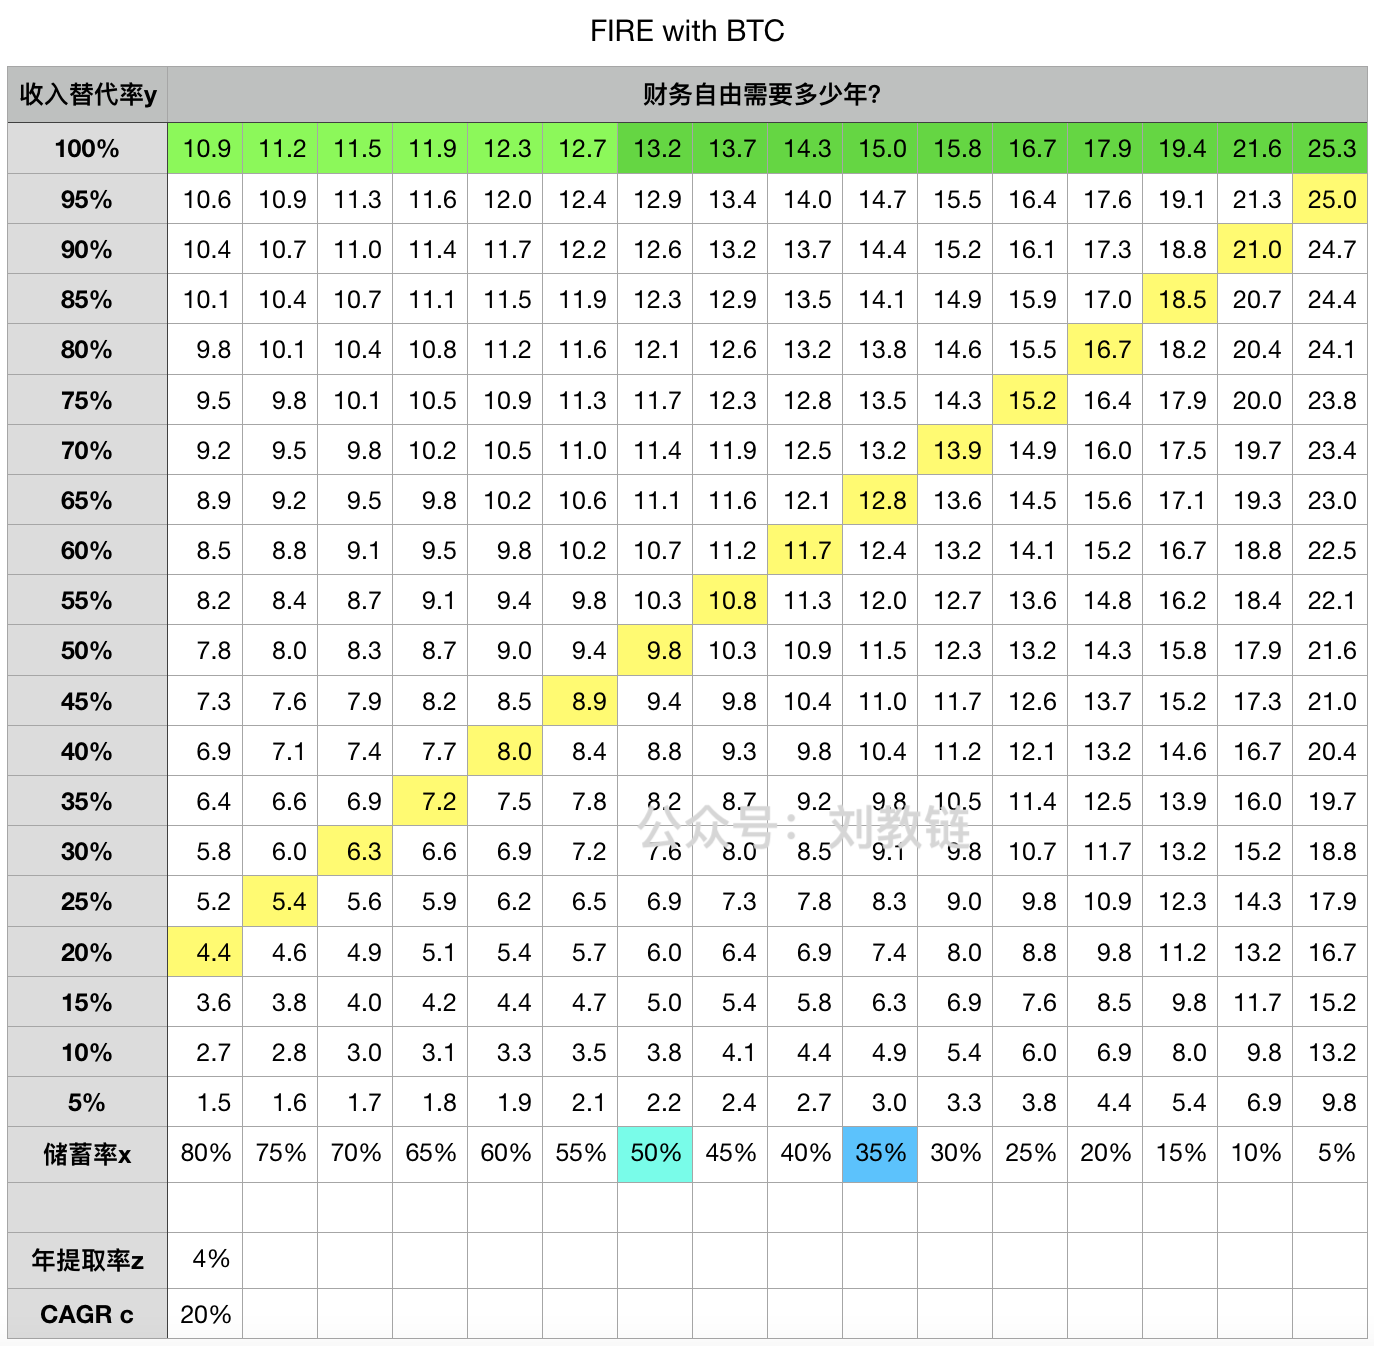 FIRE with BTC
收入替代率y 财务自由需要多少年?
100% 10.9 11.2 11.5 11.9 12.3 12.7 13.2 13.7 14.3 15.0 15.8 16.7 17.9 19.4 21.6 25.3
95% 10.6 10.9 11.3 11.6 12.0 12.4 12.9 13.4 14.0 14.7 15.5 16.4 17.6 19.1 21.3 25.0
90% 10.4 10.7 11.0 11.4 11.7 12.2 12.6 13.2 13.7 14.4 15.2 16.1 17.3 18.8 21.0 24.7
85% 10.1 10.4 10.7 11.1 11.5 11.9 12.3 12.9 13.5 14.1 14.9 15.9 17.0 18.5 20.7 24.4
80% 9.8 10.1 10.4 10.8 11.2 11.6 12.1 12.6 13.2 13.8 14.6 15.5 16.7 18.2 20.4 24.1
75% 9.5 9.8 10.1 10.5 10.9 11.3 11.7 12.3 12.8 13.5 14.3 15.2 16.4 17.9 20.0 23.8
70% 9.2 9.5 9.8 10.2 10.5 11.0 11.4 11.9 12.5 13.2 13.9 14.9 16.0 17.5 19.7 23.4
65% 8.9 9.2 9.5 9.8 10.2 10.6 11.1 11.6 12.1 12.8 13.6 14.5 15.6 17.1 19.3 23.0
60% 8.5 8.8 9.1 9.5 9.8 10.2 10.7 11.2 11.7 12.4 13.2 14.1 15.2 16.7 18.8 22.5
55% 8.2 8.4 8.7 9.1 9.4 9.8 10.3 10.8 11.3 12.0 12.7 13.6 14.8 16.2 18.4 22.1
50% 7.8 8.0 8.3 8.7 9.0 9.4 9.8 10.3 10.9 11.5 12.3 13.2 14.3 15.8 17.9 21.6
45% 7.3 7.6 7.9 8.2 8.5 8.9 9.4 9.8 10.4 11.0 11.7 12.6 13.7 15.2 17.3 21.0
40% 6.9 7.1 7.4 7.7 8.0 8.4 8.8 9.3 9.8 10.4 11.2 12.1 13.2 14.6 16.7 20.4
35% 6.4 6.6 6.9 7.2 7.5 7.8 8.2 8.7 9.2 9.8 10.5 11.4 12.5 13.9 16.0 19.7
公众号：刘教链
30% 5.8 6.0 6.3 6.6 6.9 7.2 7.6 8.0 8.5 9.1 9.8 10.7 11.7 13.2 15.2 18.8
25% 5.2 5.4 5.6 5.9 6.2 6.5 6.9 7.3 7.8 8.3 9.0 9.8 10.9 12.3 14.3 17.9
20% 4.4 4.6 4.9 5.1 5.4 5.7 6.0 6.4 6.9 7.4 8.0 8.8 9.8 11.2 13.2 16.7
15% 3.6 3.8 4.0 4.2 4.4 4.7 5.0 5.4 5.8 6.3 6.9 7.6 8.5 9.8 11.7 15.2
10% 2.7 2.8 3.0 3.1 3.3 3.5 3.8 4.1 4.4 4.9 5.4 6.0 6.9 8.0 9.8 13.2
5% 1.5 1.6 1.7 1.8 1.9 2.1 2.2 2.4 2.7 3.0 3.3 3.8 4.4 5.4 6.9 9.8
储蓄率x 80% 75% 70% 65% 60% 55% 50% 45% 40% 35% 30% 25% 20% 15% 10% 5%
年提取率z 4%
CAGR c 20%